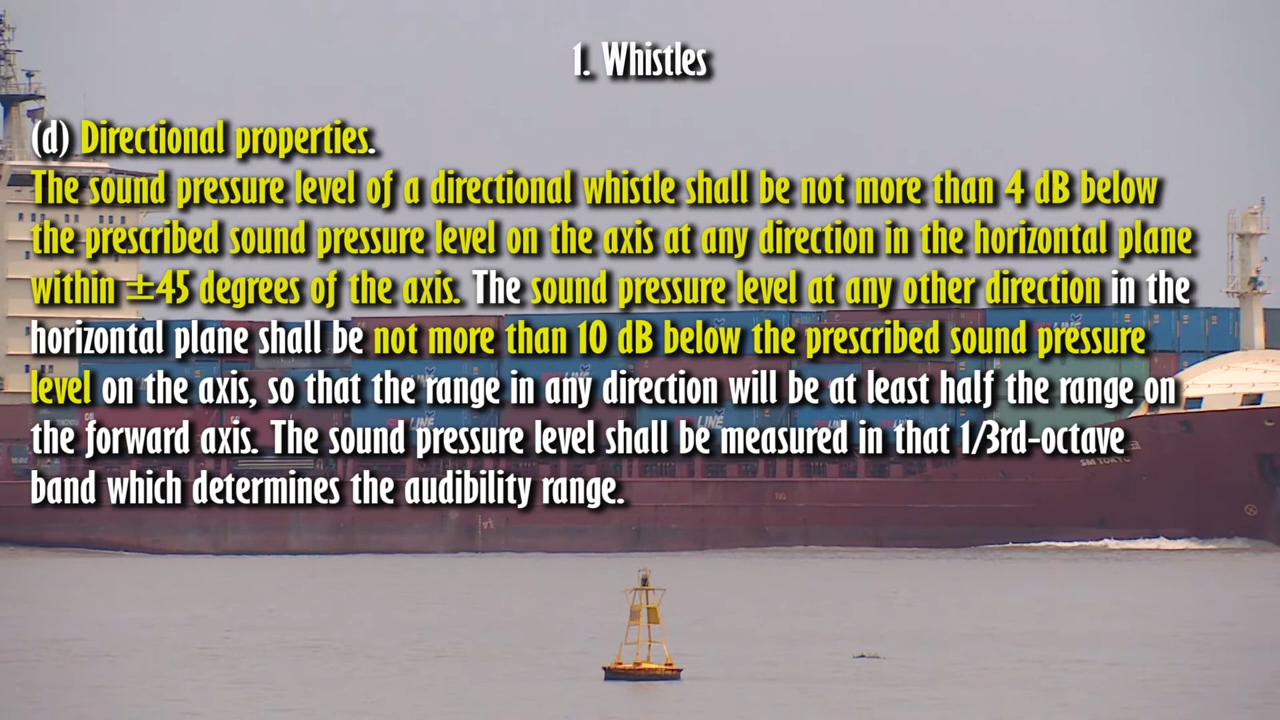 1. Whistles
(d) Directional properties.
The sound pressure level of a directional whistle shall be not more than 4 dB below
the prescribed sound pressure level on the axis at any direction in the horizontal plane
within ±45 degrees of the axis. The sound pressure level at any other direction in the
horizontal plane shall be not more than 10 dB below the prescribed sound pressure
level on the axis, so that the range in any direction will be at least half the range on
the forward axis. The sound pressure level shall be measured in that 1/3rd-octave
band which determines the audibility range.
LINE
SM TOKYO